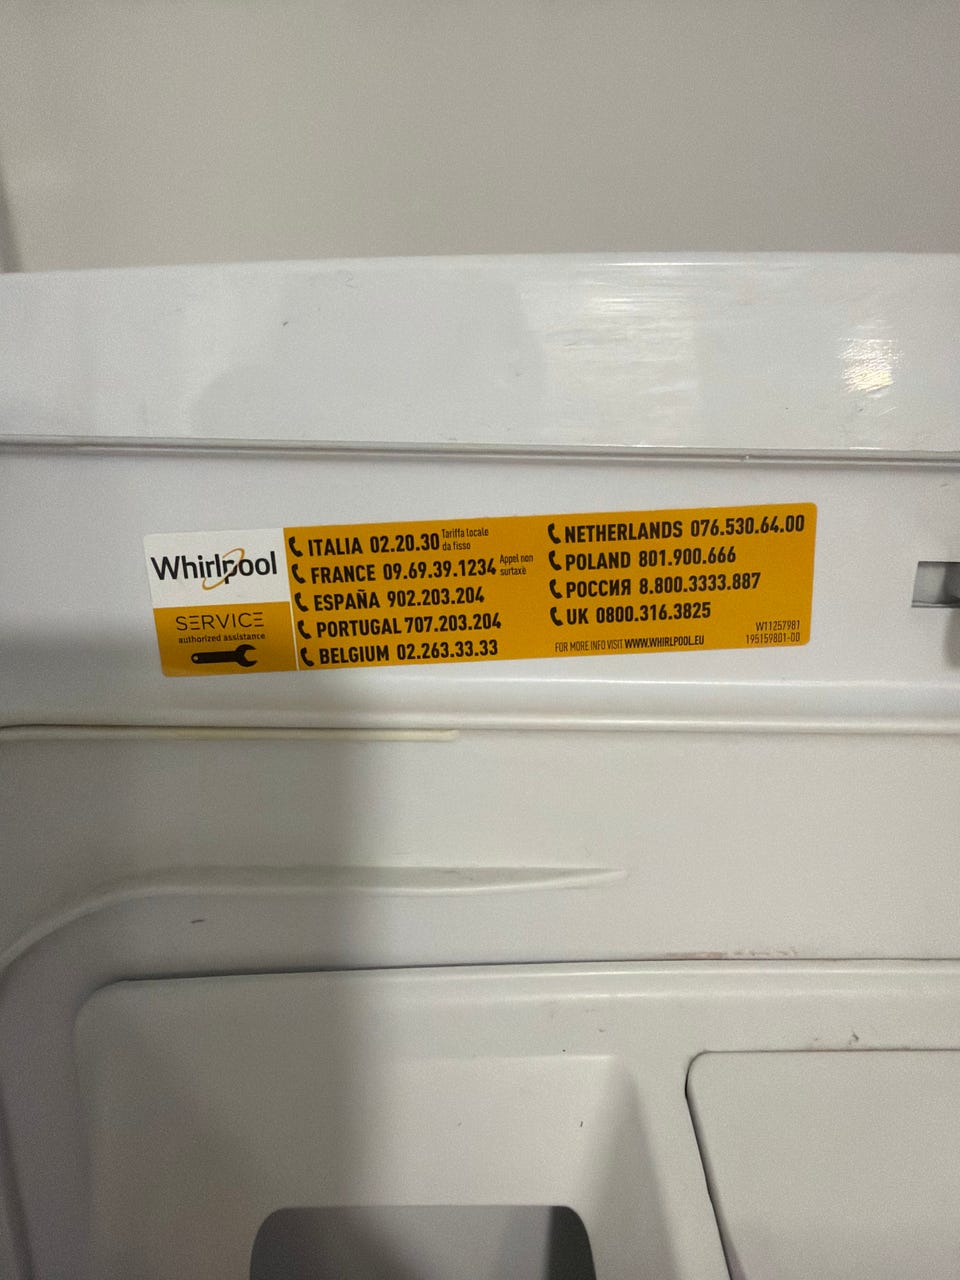 Whirlpool
SERVICE
authorized assistance
ITALIA 02.20.30 Tariffa locale
da fisso
FRANCE 09.69.39.1234 Appel non
surtaxé
ESPAÑA 902.203.204
PORTUGAL 707.203.204
BELGIUM 02.263.33.33
NETHERLANDS 076.530.64.00
POLAND 801.900.666
РОССИЯ 8.800.3333.887
UK 0800.316.3825
FOR MORE INFO VISIT WWW.WHIRLPOOL.EU
W11257981
195159801-00